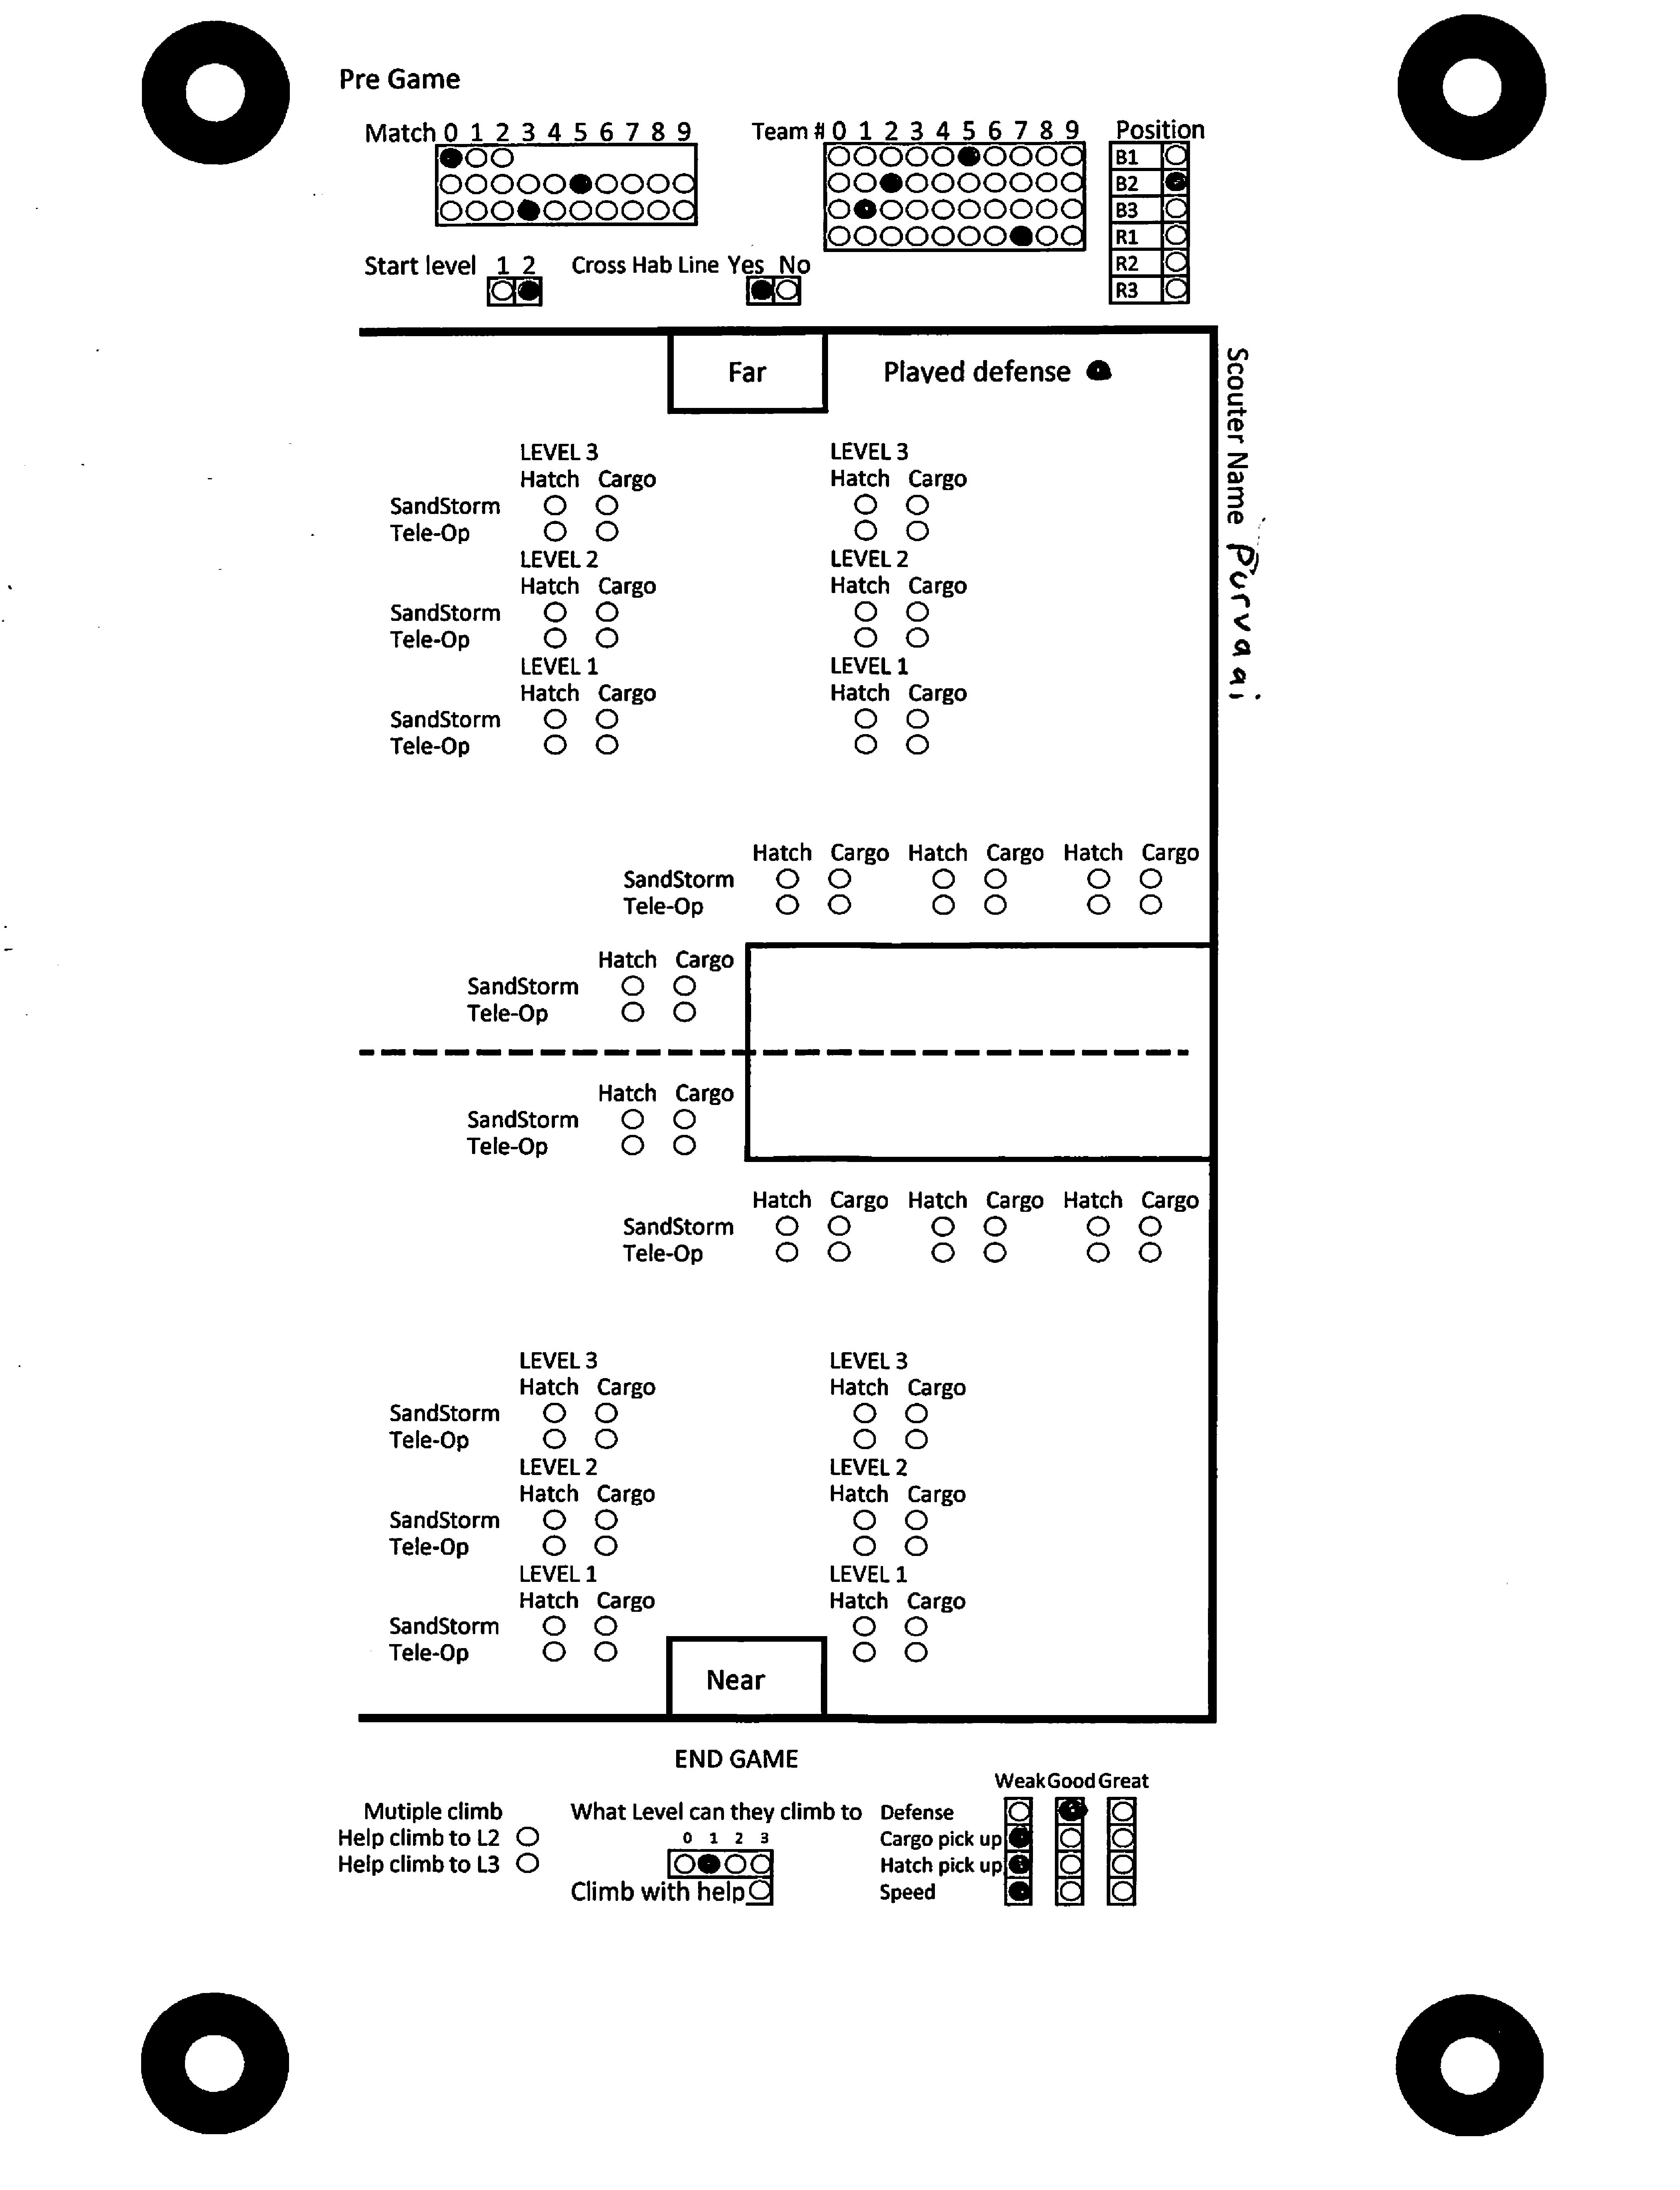 Pre Game
Match 0 1 2 3 4 5 6 7 8 9
Team # 0 1 2 3 4 5 6 7 8 9
Position
B1
B2
B3
R1
R2
R3
Start level 1 2
Cross Hab Line Yes No
Far
Played defense
Scouter Name Purvaai
LEVEL 3 LEVEL 3
Hatch Cargo Hatch Cargo
SandStorm
Tele-Op
LEVEL 2 LEVEL 2
Hatch Cargo Hatch Cargo
SandStorm
Tele-Op
LEVEL 1 LEVEL 1
Hatch Cargo Hatch Cargo
SandStorm
Tele-Op
Hatch Cargo Hatch Cargo Hatch Cargo
SandStorm
Tele-Op
Hatch Cargo
SandStorm
Tele-Op
Hatch Cargo
SandStorm
Tele-Op
Hatch Cargo Hatch Cargo Hatch Cargo
SandStorm
Tele-Op
LEVEL 3 LEVEL 3
Hatch Cargo Hatch Cargo
SandStorm
Tele-Op
LEVEL 2 LEVEL 2
Hatch Cargo Hatch Cargo
SandStorm
Tele-Op
LEVEL 1 LEVEL 1
Hatch Cargo Hatch Cargo
SandStorm
Tele-Op
Near
END GAME
Mutiple climb
Help climb to L2
Help climb to L3
What Level can they climb to
0 1 2 3
Climb with help
Weak Good Great
Defense
Cargo pick up
Hatch pick up
Speed